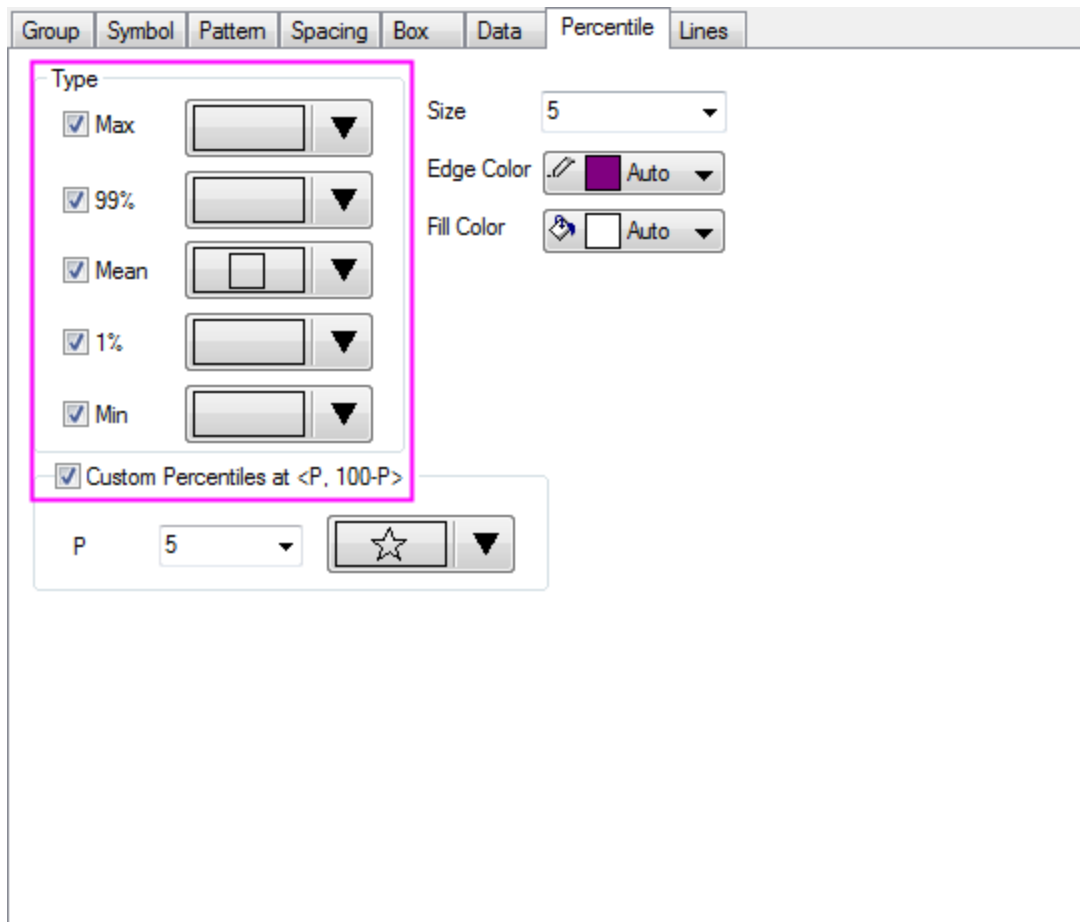 Group Symbol Pattern Spacing Box Data Percentile Lines
Type
Max
99%
Mean
1%
Min
Size 5
Edge Color Auto
Fill Color Auto
Custom Percentiles at <P, 100-P>
P 5